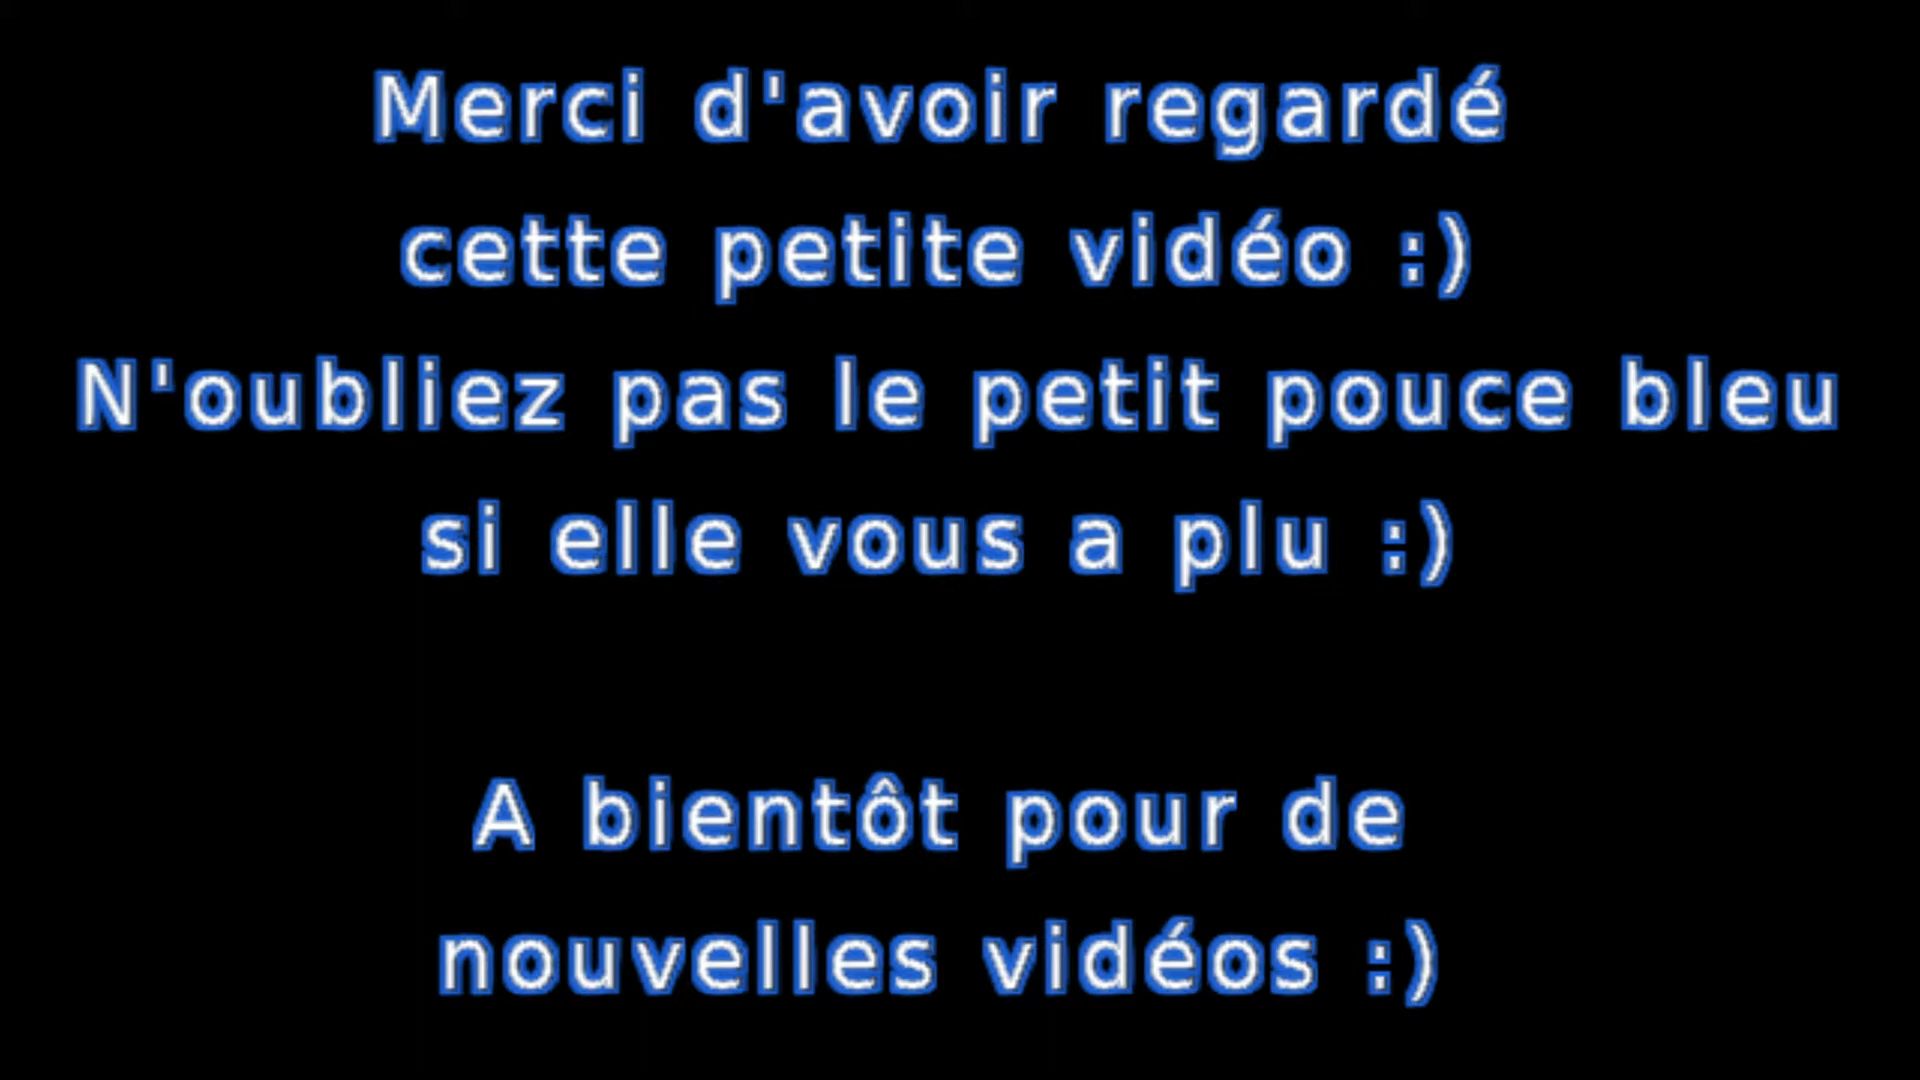 Merci d'avoir regardé
cette petite vidéo :)
N'oubliez pas le petit pouce bleu
si elle vous a plu :)
A bientôt pour de
nouvelles vidéos :)